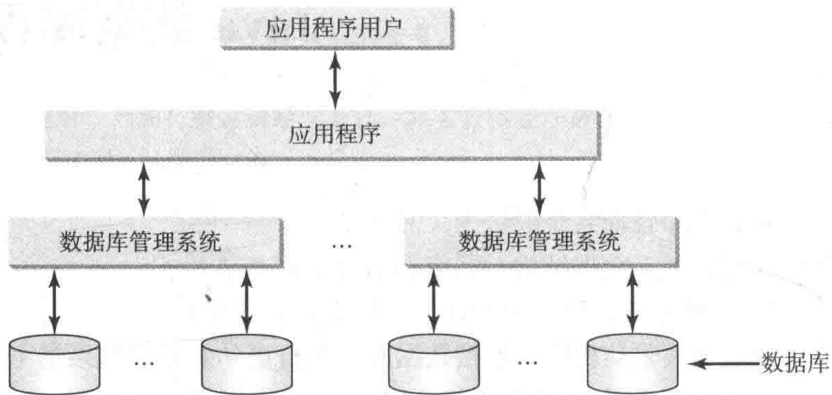 应用程序用户
应用程序
数据库管理系统 … 数据库管理系统
… … 数据库